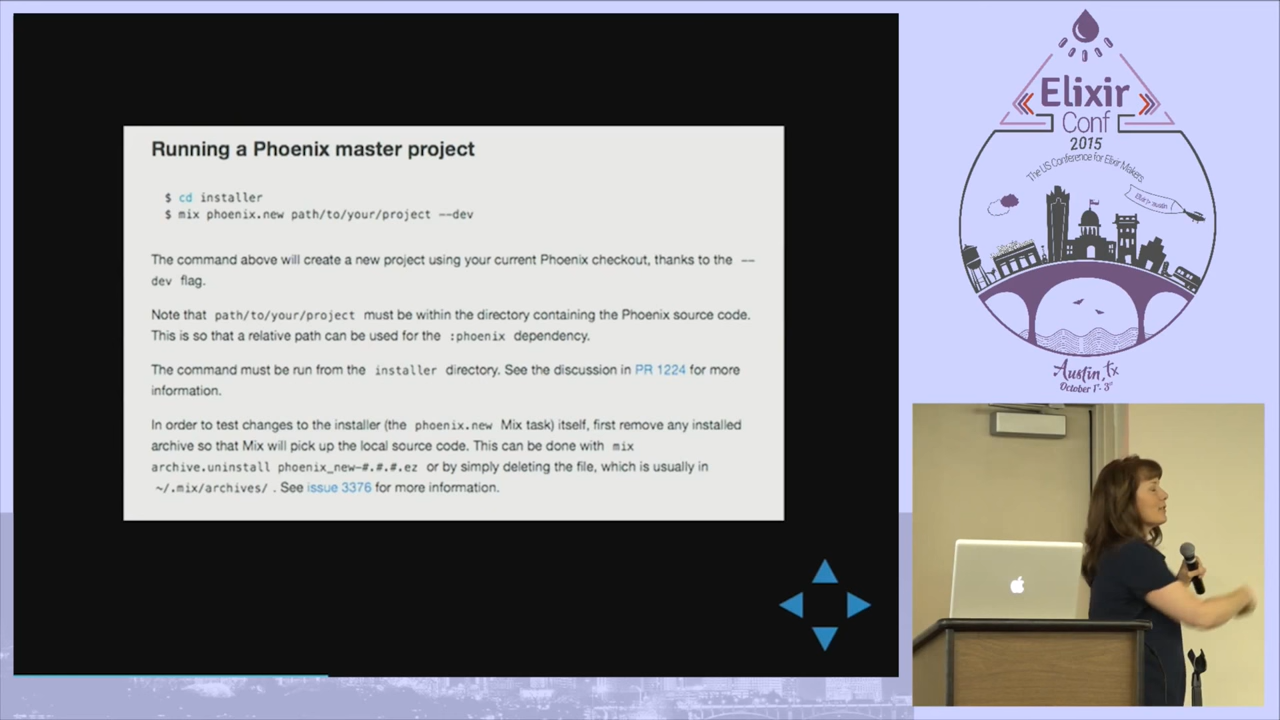 Running a Phoenix master project
$ cd installer
$ mix phoenix.new path/to/your/project --dev
The command above will create a new project using your current Phoenix checkout, thanks to the --
dev flag.
Note that path/to/your/project must be within the directory containing the Phoenix source code.
This is so that a relative path can be used for the :phoenix dependency.
The command must be run from the installer directory. See the discussion in PR 1224 for more
information.
In order to test changes to the installer (the phoenix.new Mix task) itself, first remove any installed
archive so that Mix will pick up the local source code. This can be done with mix
archive.uninstall phoenix_new-#.#.#.ez or by simply deleting the file, which is usually in
~/.mix/archives/ . See issue 3376 for more information.
Elixir
Conf
2015
The US Conference for Elixir Makers
Austin, Tx
October 1st - 3rd